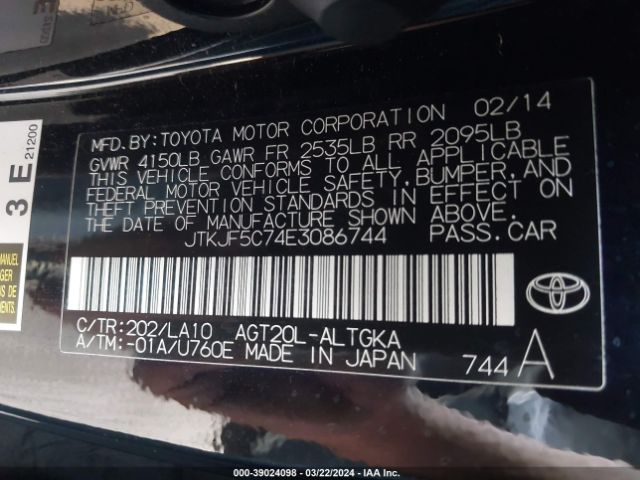 MFD.BY:TOYOTA MOTOR CORPORATION 02/14
GVWR 4150LB GAWR FR 2535LB RR 2095LB
THIS VEHICLE CONFORMS TO ALL APPLICABLE
FEDERAL MOTOR VEHICLE SAFETY,BUMPER,AND
THEFT PREVENTION STANDARDS IN EFFECT ON
THE DATE OF MANUFACTURE SHOWN ABOVE.
JTKJF5C74E3086744 PASS.CAR
C/TR:202/LA10 AGT20L-ALTGKA
A/TM:-01A/U760E MADE IN JAPAN 744A
3 E
21200
MANUEL
DE
000-39024098 - 03/22/2024 - IAA Inc.